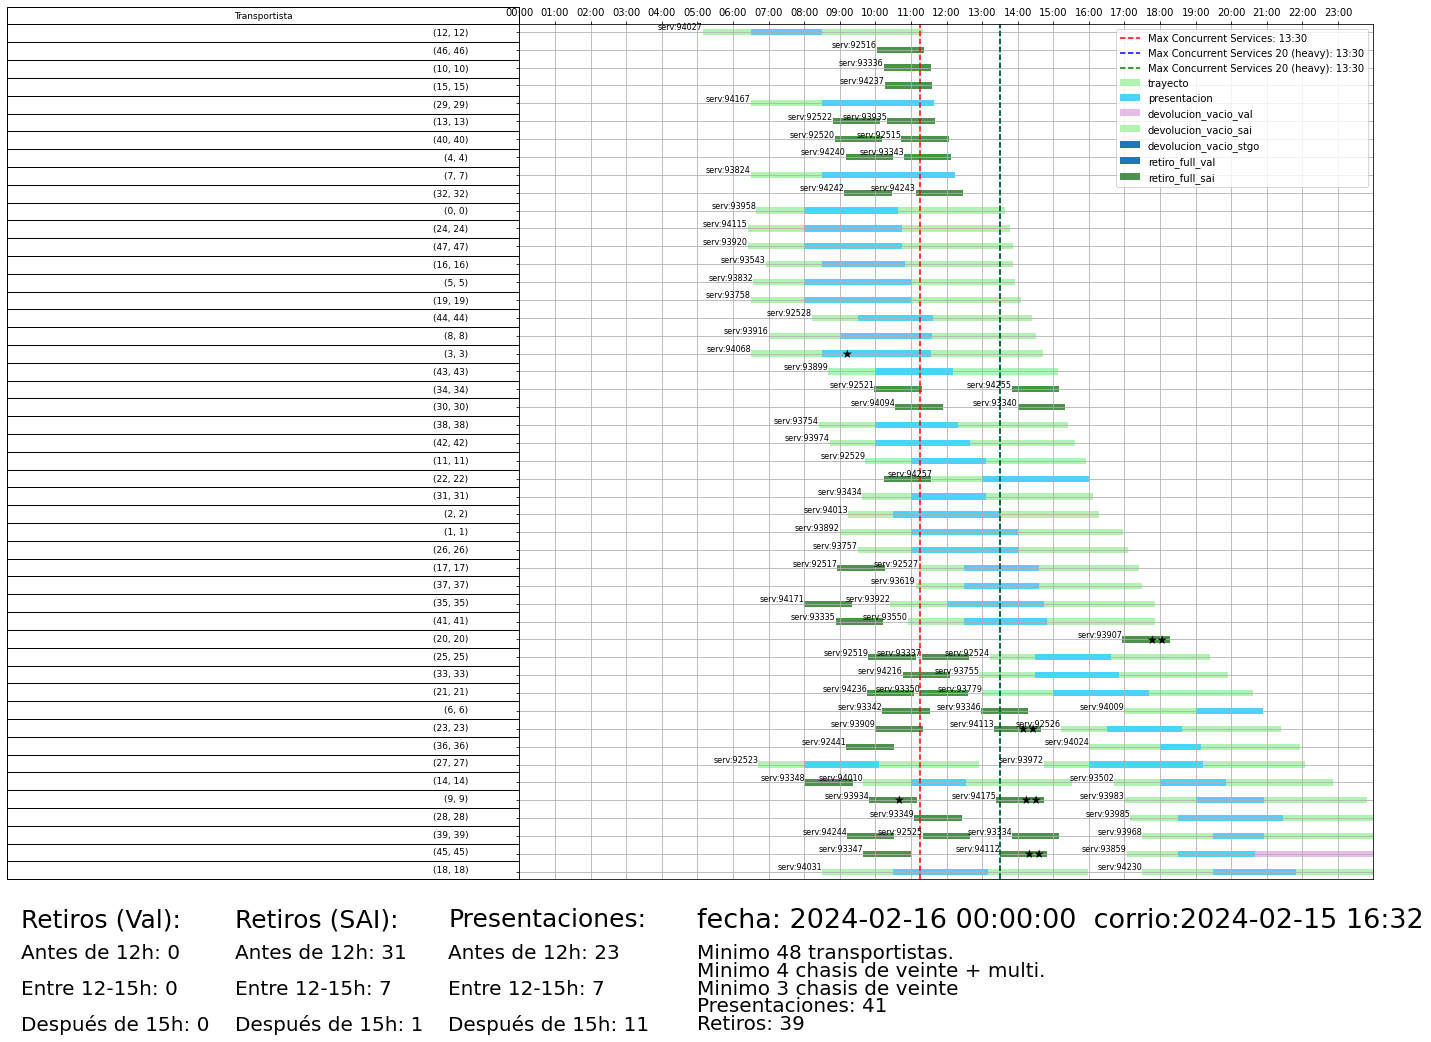 Transportista
00:00 01:00 02:00 03:00 04:00 05:00 06:00 07:00 08:00 09:00 10:00 11:00 12:00 13:00 14:00 15:00 16:00 17:00 18:00 19:00 20:00 21:00 22:00 23:00
Max Concurrent Services: 13:30
Max Concurrent Services 20 (heavy): 13:30
Max Concurrent Services 20 (heavy): 13:30
trayecto
presentacion
devolucion_vacio_val
devolucion_vacio_sai
devolucion_vacio_stgo
retiro_full_val
retiro_full_sai
(12, 12) serv:94027
(46, 46) serv:92516
(10, 10) serv:93336
(15, 15) serv:94237
(29, 29) serv:94167
(13, 13) serv:92522 serv:93935
(40, 40) serv:92520 serv:92515
(4, 4) serv:94240 serv:93343
(7, 7) serv:93824
(32, 32) serv:94242 serv:94243
(0, 0) serv:93958
(24, 24) serv:94115
(47, 47) serv:93920
(16, 16) serv:93543
(5, 5) serv:93832
(19, 19) serv:93758
(44, 44) serv:92528
(8, 8) serv:93916
(3, 3) serv:94068
(43, 43) serv:93899
(34, 34) serv:92521 serv:94255
(30, 30) serv:94094 serv:93340
(38, 38) serv:93754
(42, 42) serv:93974
(11, 11) serv:92529
(22, 22) serv:94257
(31, 31) serv:93434
(2, 2) serv:94013
(1, 1) serv:93892
(26, 26) serv:93757
(17, 17) serv:92517 serv:92527
(37, 37) serv:93619
(35, 35) serv:94171 serv:93922
(41, 41) serv:93335 serv:93550
(20, 20) serv:93907
(25, 25) serv:92519 serv:93337 serv:92524
(33, 33) serv:94216 serv:93755
(21, 21) serv:94236 serv:93350 serv:93779
(6, 6) serv:93342 serv:93346 serv:94009
(23, 23) serv:93909 serv:94113 serv:92526
(36, 36) serv:92441 serv:94024
(27, 27) serv:92523 serv:93972
(14, 14) serv:93348 serv:94010 serv:93502
(9, 9) serv:93934 serv:94175 serv:93983
(28, 28) serv:93349 serv:93985
(39, 39) serv:94244 serv:92525 serv:93334 serv:93968
(45, 45) serv:93347 serv:94112 serv:93859
(18, 18) serv:94031 serv:94230
Retiros (Val):
Antes de 12h: 0
Entre 12-15h: 0
Después de 15h: 0
Retiros (SAI):
Antes de 12h: 31
Entre 12-15h: 7
Después de 15h: 1
Presentaciones:
Antes de 12h: 23
Entre 12-15h: 7
Después de 15h: 11
fecha: 2024-02-16 00:00:00 corrio:2024-02-15 16:32
Minimo 48 transportistas.
Minimo 4 chasis de veinte + multi.
Minimo 3 chasis de veinte
Presentaciones: 41
Retiros: 39